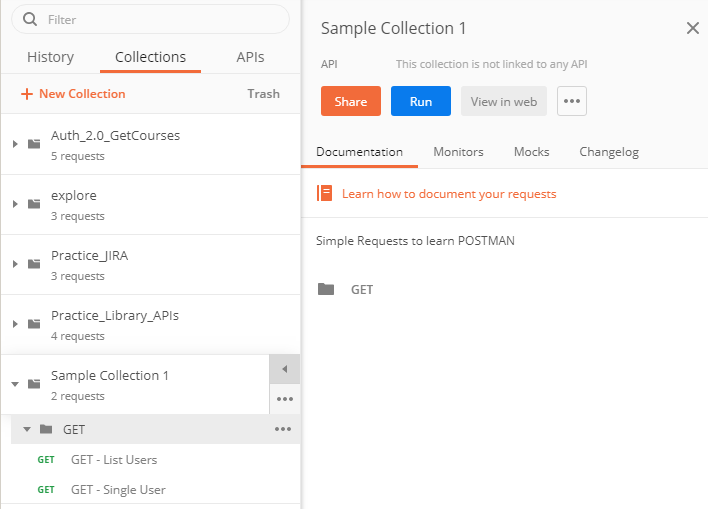 Filter
History Collections APIs
+ New Collection Trash
Auth_2.0_GetCourses
5 requests
explore
3 requests
Practice_JIRA
3 requests
Practice_Library_APIs
4 requests
Sample Collection 1
2 requests
GET
GET GET - List Users
GET GET - Single User
Sample Collection 1
API This collection is not linked to any API
Share Run View in web
Documentation Monitors Mocks Changelog
Learn how to document your requests
Simple Requests to learn POSTMAN
GET